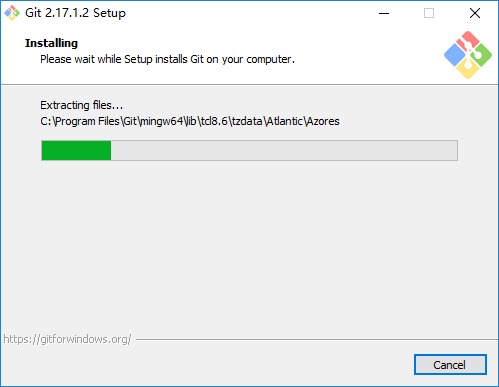 Git 2.17.1.2 Setup
Installing
Please wait while Setup installs Git on your computer.
Extracting files...
C:\Program Files\Git\mingw64\lib\tcl8.6\tzdata\Atlantic\Azores
https://gitforwindows.org/
Cancel